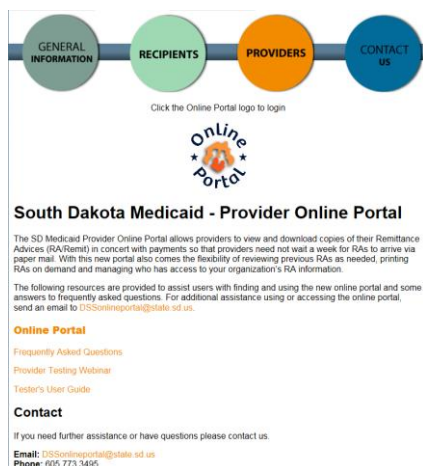 GENERAL
INFORMATION
RECIPIENTS
PROVIDERS
CONTACT
US
Click the Online Portal logo to login
Online
Portal
South Dakota Medicaid - Provider Online Portal
The SD Medicaid Provider Online Portal allows providers to view and download copies of their Remittance
Advices (RA/Remit) in concert with payments so that providers need not wait a week for RAs to arrive via
paper mail. With this new portal also comes the flexibility of reviewing previous RAs as needed, printing
RAs on demand and managing who has access to your organization's RA information.
The following resources are provided to assist users with finding and using the new online portal and some
answers to frequently asked questions. For additional assistance using or accessing the online portal,
send an email to DSSonlineportal@state.sd.us.
Online Portal
Frequently Asked Questions
Provider Testing Webinar
Tester's User Guide
Contact
If you need further assistance or have questions please contact us.
Email: DSSonlineportal@state.sd.us
Phone: 605.773.3495